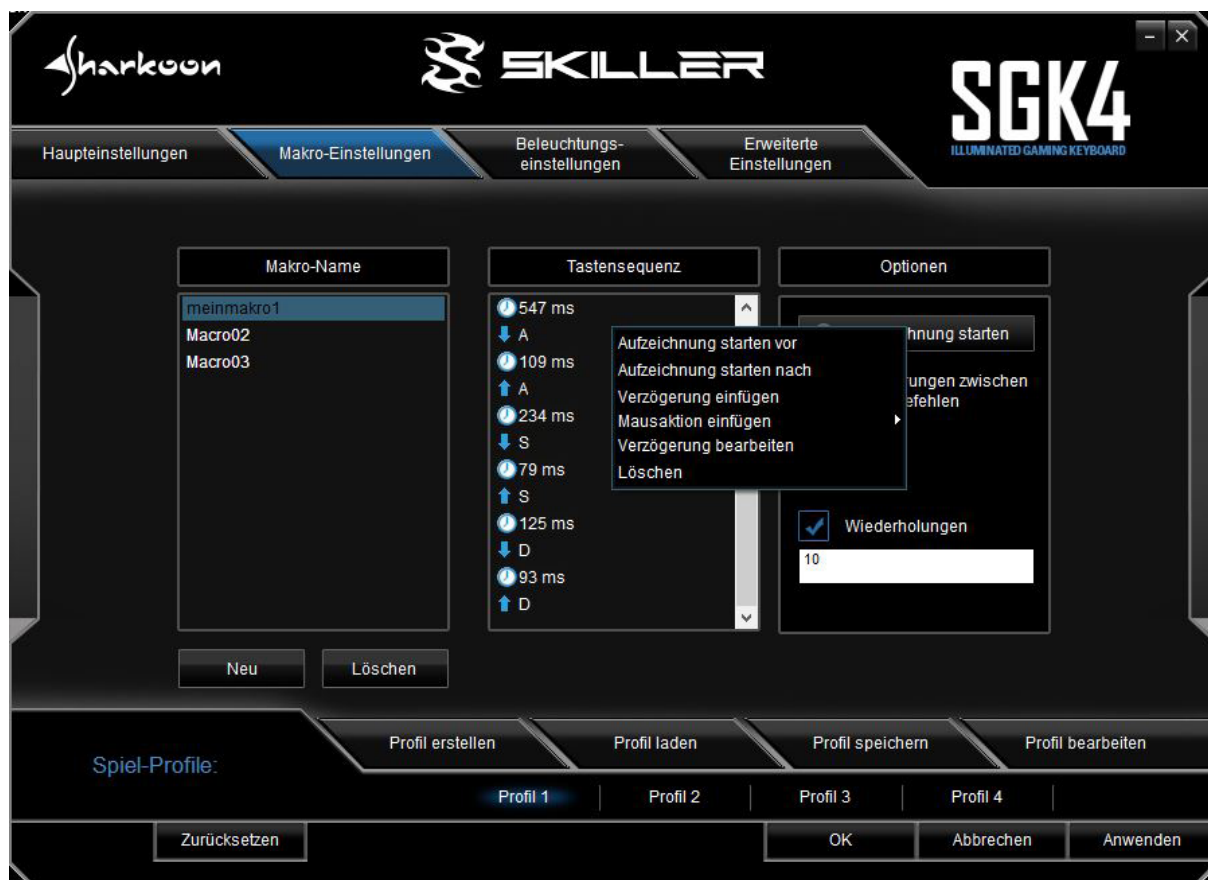 Sharkoon
SKILLER
SGK4
ILLUMINATED GAMING KEYBOARD
Haupteinstellungen
Makro-Einstellungen
Beleuchtungs-
einstellungen
Erweiterte
Einstellungen
Makro-Name
meinmakro1
Macro02
Macro03
Neu
Löschen
Tastensequenz
547 ms
A
109 ms
A
234 ms
S
79 ms
S
125 ms
D
93 ms
D
Aufzeichnung starten vor
Aufzeichnung starten nach
Verzögerung einfügen
Mausaktion einfügen
Verzögerung bearbeiten
Löschen
Optionen
hnung starten
ungen zwischen
efehlen
Wiederholungen
10
Spiel-Profile:
Profil erstellen
Profil laden
Profil speichern
Profil bearbeiten
Profil 1
Profil 2
Profil 3
Profil 4
Zurücksetzen
OK
Abbrechen
Anwenden